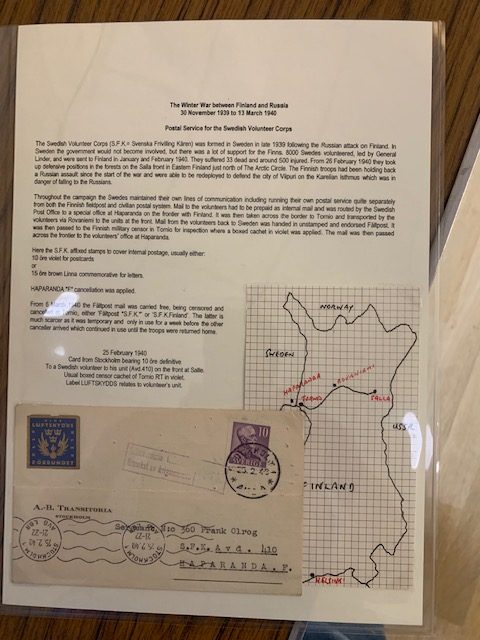 The Winter War between Finland and Russia
30 November 1939 to 13 March 1940
Postal Service for the Swedish Volunteer Corps
The Swedish Volunteer Corps (S.F.K= Svenska Frivilling Kåren) was formed in Sweden in late 1939 following the Russian attack on Finland. In
Sweden the government would not become involved, but there was a lot of support for the Finns. 8000 Swedes volunteered, led by General
Linder, and were sent to Finland in January and February 1940. They suffered 33 dead and around 500 injured. From 26 February 1940 they took
up defensive positions in the forests on the Salla front in Eastern Finland just north of The Arctic Circle. The Finnish troops had been holding back
a Russian assault since the start of the war and were able to be redeployed to defend the city of Viipuri on the Karelian isthmus which was in
danger of falling to the Russians.
Throughout the campaign the Swedes maintained their own lines of communication including running their own postal service quite separately
from both the Finnish fieldpost and civilian postal system. Mail to the volunteers had to be prepaid as internal mail and was routed by the Swedish
Post Office to a special office at Haparanda on the frontier with Finland. It was then taken across the border to Tornio and transported by the
volunteers via Rovaniemi to the units at the front. Mail from the volunteers back to Sweden was handed in unstamped and endorsed Fältpost. It
was then passed to the Finnish military censor in Tornio for inspection where a boxed cachet in violet was applied. The mail was then passed
across the frontier to the volunteers' office at Haparanda.
Here the S.F.K. affixed stamps to cover internal postage, usually either:
10 öre violet for postcards
or
15 öre brown Linna commemorative for letters.
HAPARANDA "F" cancellation was applied.
From 6 March 1940 the Fältpost mail was carried free, being censored and
cancelled at Tornio, either 'Fältpost *S.F.K*' or 'S.F.K.Finland'. The latter is
much scarcer as it was temporary and only in use for a week before the other
canceller arrived which continued in use until the troops were returned home.
25 February 1940
Card from Stockholm bearing 10 öre definitive
To a Swedish volunteer to his unit (Avd.410) on the front at Salle.
Usual boxed censor cachet of Tornio RT in violet.
Label LUFTSKYDDS relates to volunteer's unit.
NORWAY
SWEDEN
HAPARANDA
ROVANIEMI
TORNIO
SALLA
USSR
FINLAND
HELSINKI
LUFTSKYDDS
FÖRBUNDET
10
SVERIGE
A.-B. TRANSITORIA
STOCKHOLM
STOCKHOLM 1
25.2.40
21-22
N:o 360 Frank Olrog
S.F.K. Avd. 410
HAPARANDA. F.